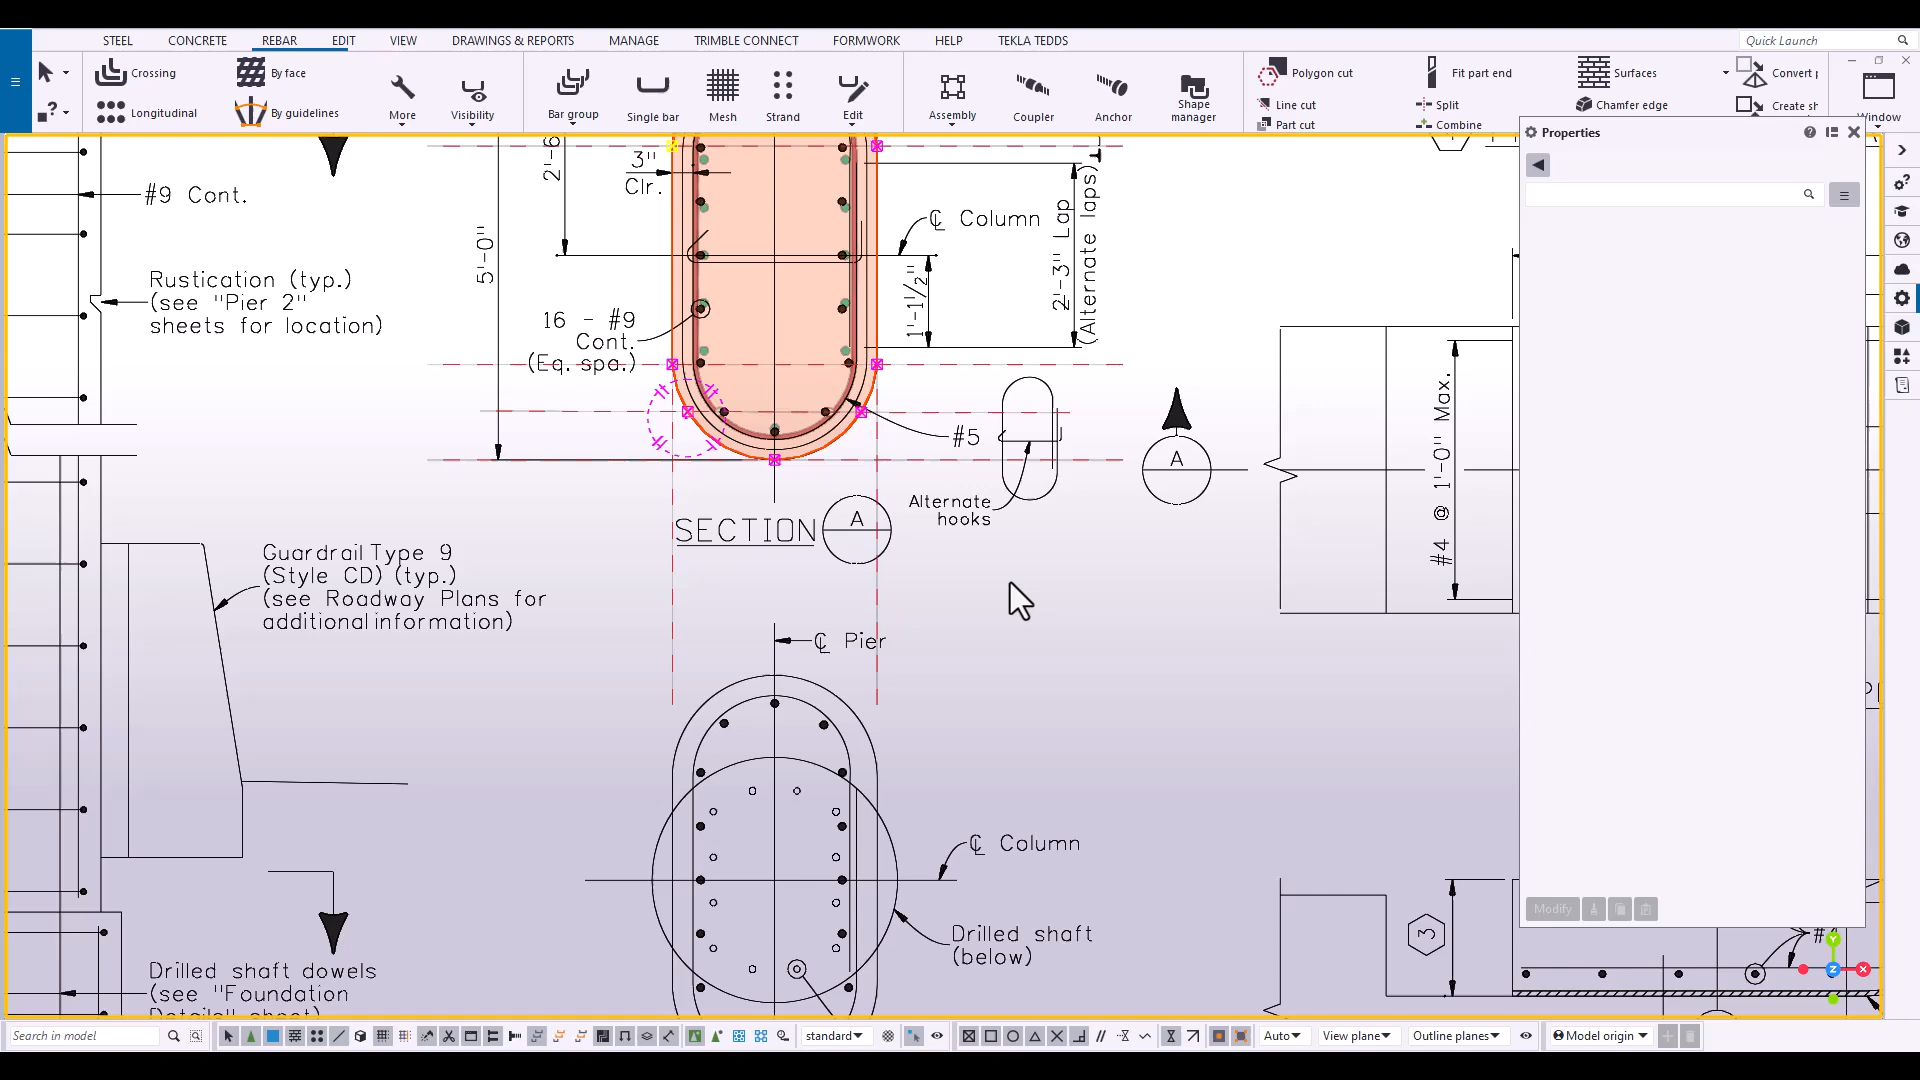 STEEL
CONCRETE
REBAR
EDIT
VIEW
DRAWINGS & REPORTS
MANAGE
TRIMBLE CONNECT
FORMWORK
HELP
TEKLA TEDDS
Quick Launch
Crossing
Longitudinal
By face
By guidelines
More
Visibility
Bar group
Single bar
Mesh
Strand
Edit
Assembly
Coupler
Anchor
Shape
manager
Polygon cut
Line cut
Part cut
Fit part end
Split
Combine
Surfaces
Chamfer edge
Window
Properties
#9 Cont.
Rustication (typ.)
(see "Pier 2"
sheets for location)
5'-0"
3"
Clr.
16 - #9
Cont.
(Eq. spa.)
℄ Column
1'-1½"
2'-3" Lap
(Alternate laps)
#5
Alternate
hooks
A
SECTION A
#4 @ 1'-0" Max.
Guardrail Type 9
(Style CD) (typ.)
(see Roadway Plans for
additional information)
℄ Pier
℄ Column
Drilled shaft
(below)
3
Drilled shaft dowels
(see "Foundation
Modify
Y
Z
X
Search in model
standard
Auto
View plane
Outline planes
Model origin